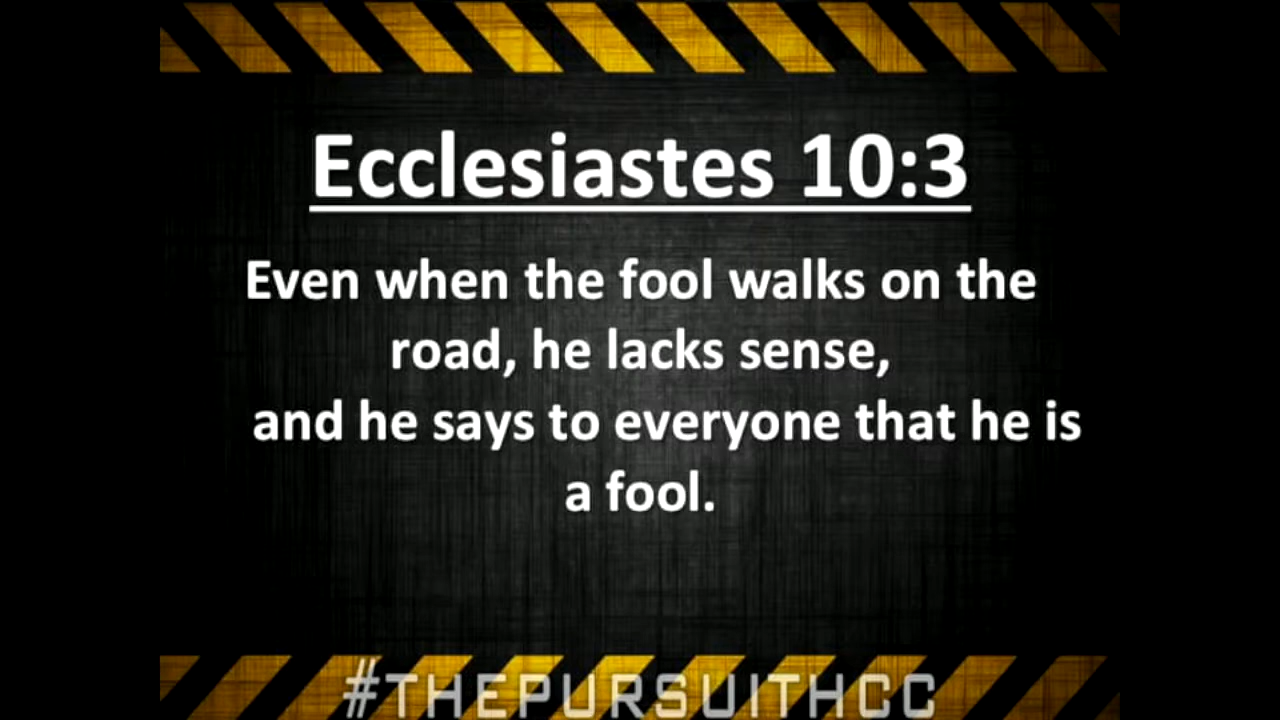 Ecclesiastes 10:3
Even when the fool walks on the
road, he lacks sense,
and he says to everyone that he is
a fool.
#THEPURSUITHCC